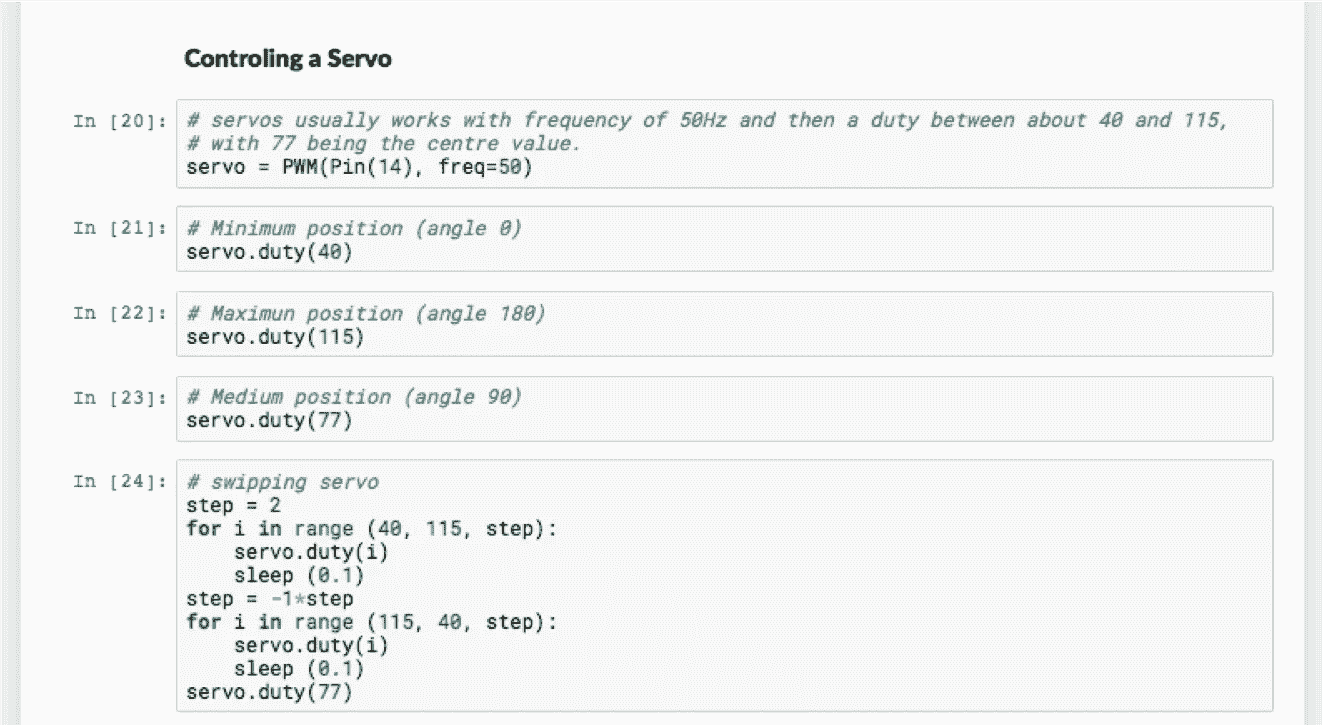 Controling a Servo
In [20]: # servos usually works with frequency of 50Hz and then a duty between about 40 and 115,
# with 77 being the centre value.
servo = PWM(Pin(14), freq=50)
In [21]: # Minimum position (angle 0)
servo.duty(40)
In [22]: # Maximun position (angle 180)
servo.duty(115)
In [23]: # Medium position (angle 90)
servo.duty(77)
In [24]: # swipping servo
step = 2
for i in range (40, 115, step):
    servo.duty(i)
    sleep (0.1)
step = -1*step
for i in range (115, 40, step):
    servo.duty(i)
    sleep (0.1)
servo.duty(77)